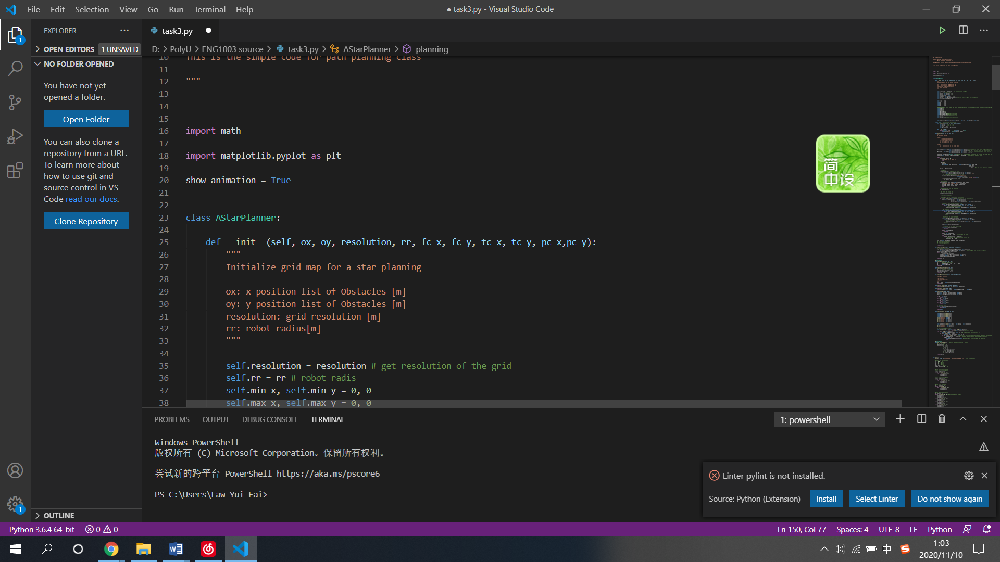 File Edit Selection View Go Run Terminal Help
● task3.py - Visual Studio Code
EXPLORER
OPEN EDITORS 1 UNSAVED
NO FOLDER OPENED
You have not yet
opened a folder.
Open Folder
You can also clone a
repository from a URL.
To learn more about
how to use git and
source control in VS
Code read our docs.
Clone Repository
OUTLINE
task3.py
D: > PolyU > ENG1003 source > task3.py > AStarPlanner > planning
10 This is the simple code for path planning class
11
12 """
13
14
15
16 import math
17
18 import matplotlib.pyplot as plt
19
20 show_animation = True
21
22
23 class AStarPlanner:
24
25 def __init__(self, ox, oy, resolution, rr, fc_x, fc_y, tc_x, tc_y, pc_x,pc_y):
26 """
27 Initialize grid map for a star planning
28
29 ox: x position list of Obstacles [m]
30 oy: y position list of Obstacles [m]
31 resolution: grid resolution [m]
32 rr: robot radius[m]
33 """
34
35 self.resolution = resolution # get resolution of the grid
36 self.rr = rr # robot radis
37 self.min_x, self.min_y = 0, 0
38 self.max_x, self.max_y = 0, 0
简
中设
PROBLEMS OUTPUT DEBUG CONSOLE TERMINAL
1: powershell
Windows PowerShell
版权所有 (C) Microsoft Corporation。保留所有权利。
尝试新的跨平台 PowerShell https://aka.ms/pscore6
PS C:\Users\Law Yui Fai>
Linter pylint is not installed.
Source: Python (Extension) Install Select Linter Do not show again
Python 3.6.4 64-bit 0 0
Ln 150, Col 77 Spaces: 4 UTF-8 LF Python
中
1:03
2020/11/10